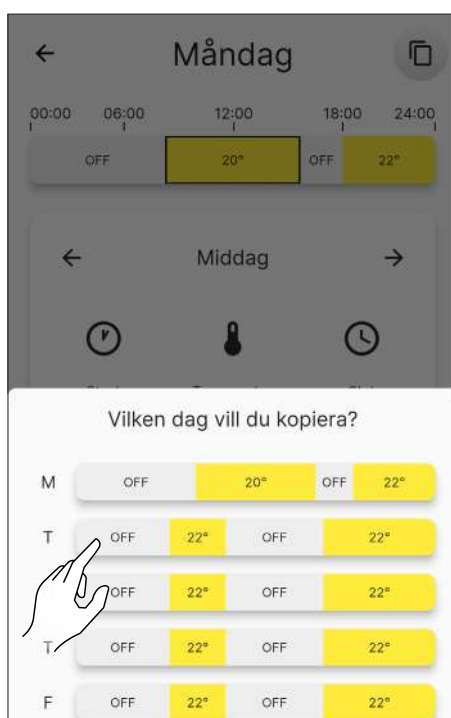 Måndag
00:00 06:00 12:00 18:00 24:00
OFF 20° OFF 22°
Middag
Vilken dag vill du kopiera?
M OFF 20° OFF 22°
T OFF 22° OFF 22°
OFF 22° OFF 22°
T OFF 22° OFF 22°
F OFF 22° OFF 22°